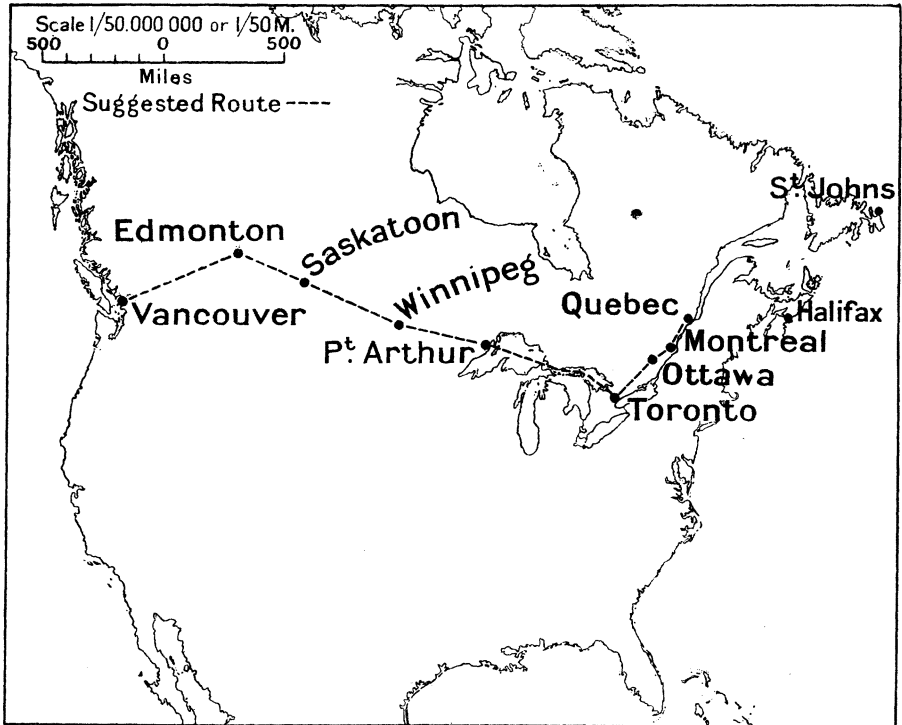 Scale 1/50.000 000 or 1/50 M.
500 0 500
Miles
Suggested Route ----
St. Johns
Edmonton
Saskatoon
Winnipeg
Quebec
Halifax
Vancouver
Montreal
Pt. Arthur
Ottawa
Toronto